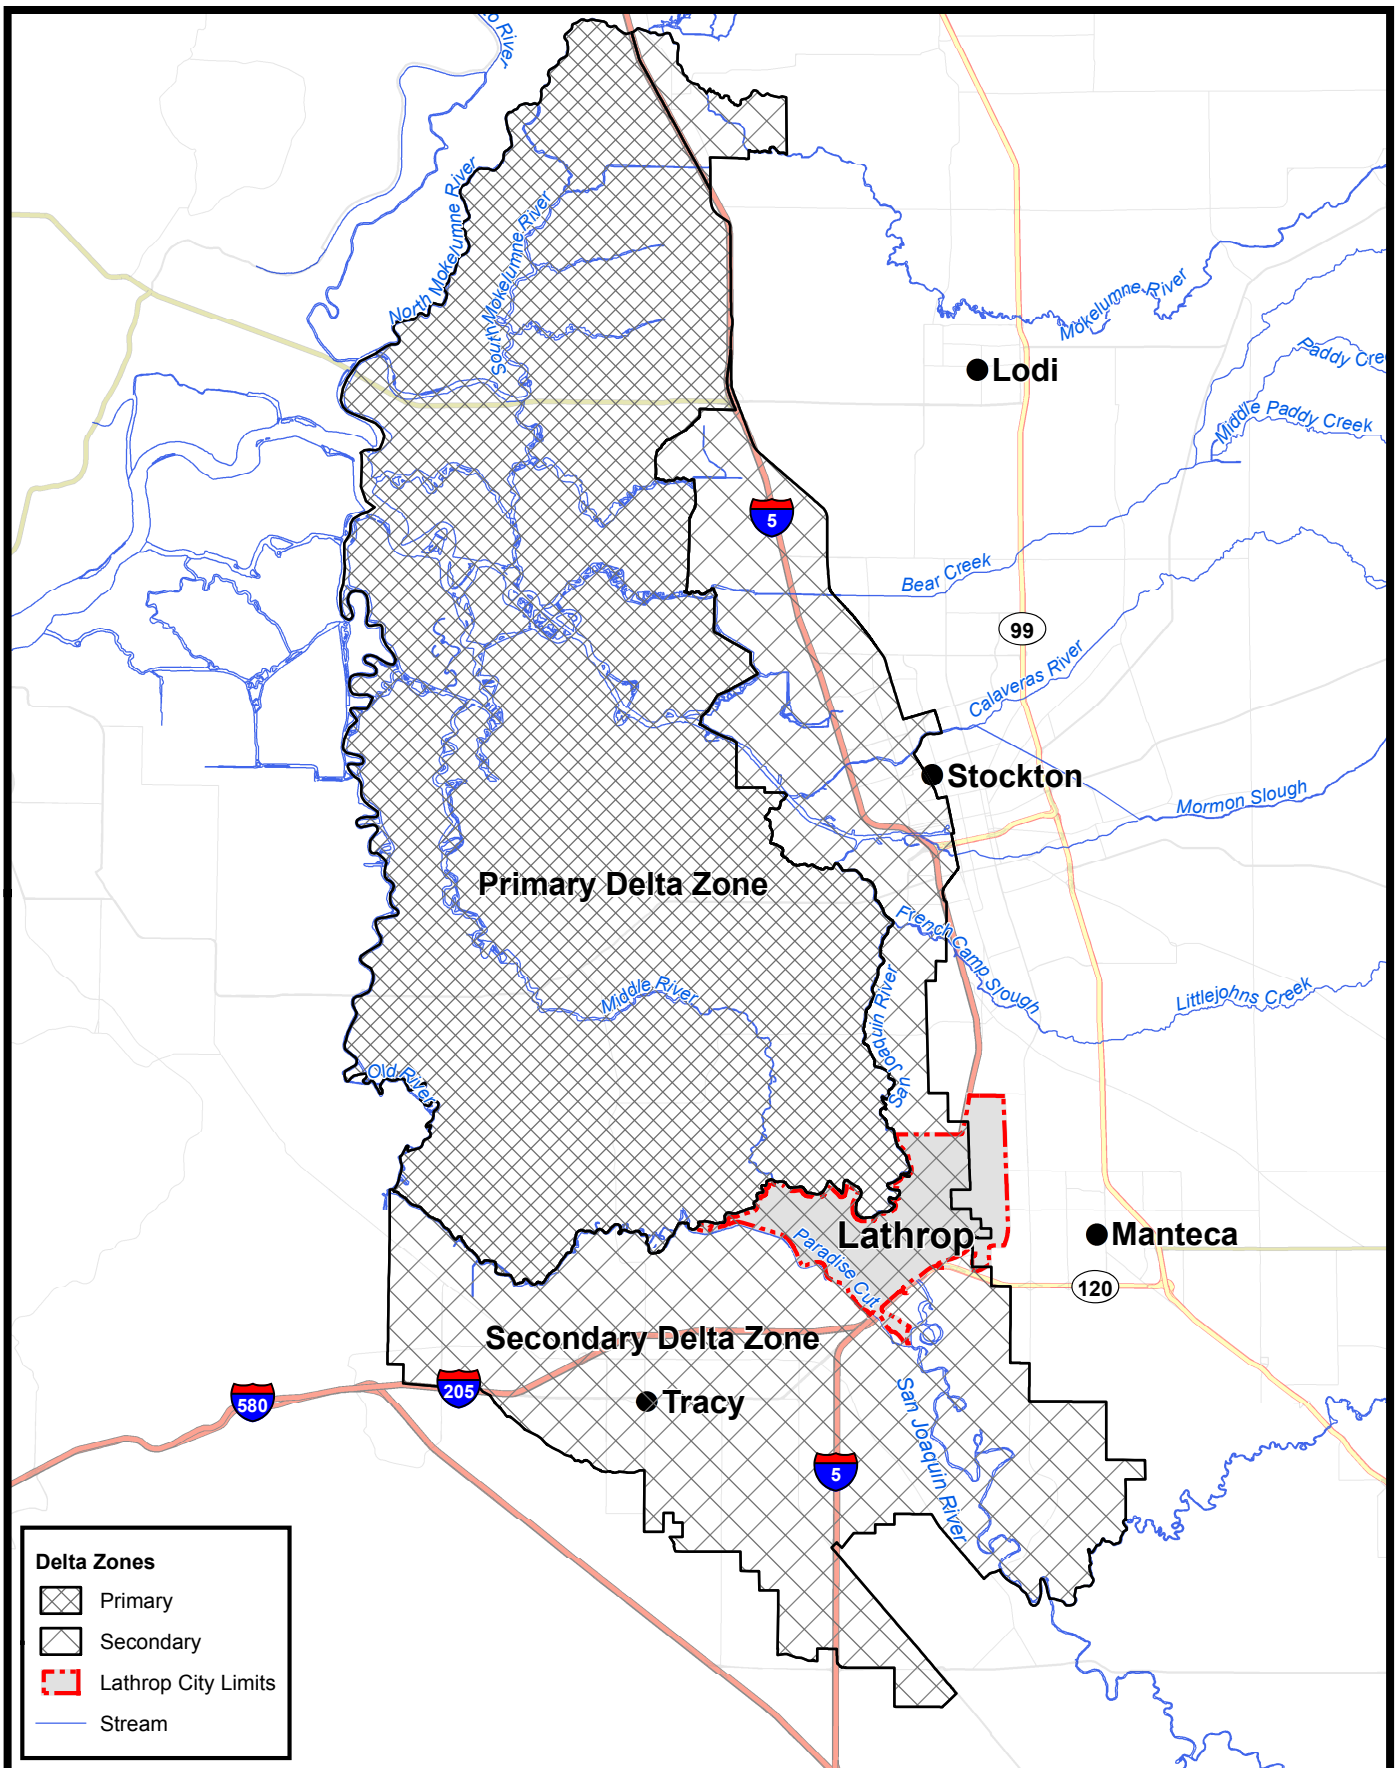 o River
North Mokelumne River
South Mokelumne River
Mokelumne River
Lodi
Paddy Cree
Middle Paddy Creek
5
Bear Creek
99
Calaveras River
Stockton
Mormon Slough
Primary Delta Zone
French Camp Slough
Middle River
San Joaquin River
Littlejohns Creek
Old River
Lathrop
Manteca
Paradise Cut
120
Secondary Delta Zone
205
580
Tracy
San Joaquin River
5
Delta Zones
Primary
Secondary
Lathrop City Limits
Stream